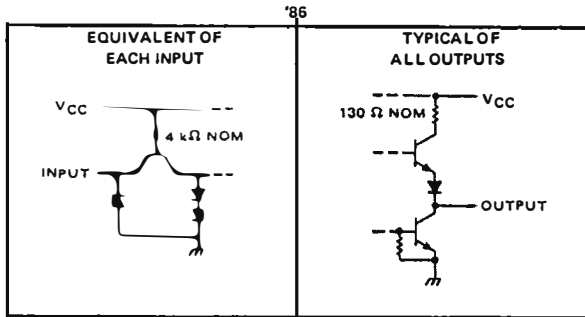 '86
EQUIVALENT OF
EACH INPUT
VCC
4 kΩ NOM
INPUT
TYPICAL OF
ALL OUTPUTS
VCC
130 Ω NOM
OUTPUT